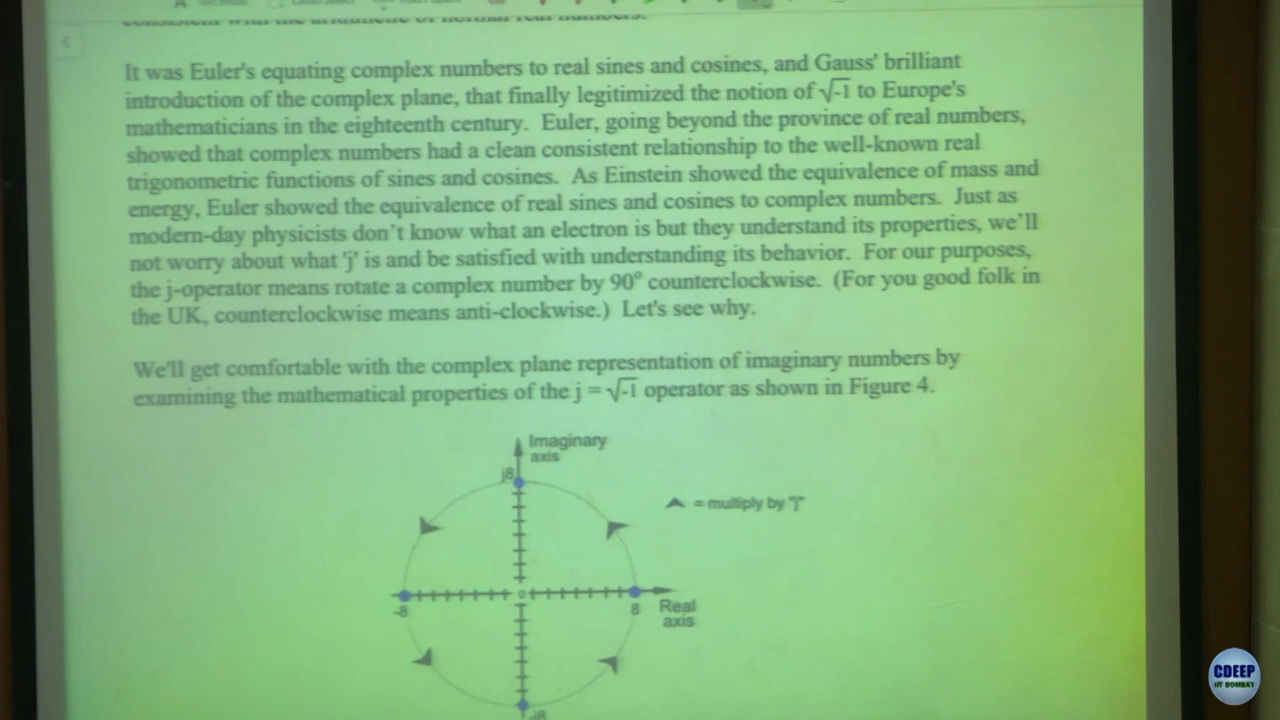 consistent with the arithmetic of normal real numbers.
It was Euler's equating complex numbers to real sines and cosines, and Gauss' brilliant
introduction of the complex plane, that finally legitimized the notion of √-1 to Europe's
mathematicians in the eighteenth century. Euler, going beyond the province of real numbers,
showed that complex numbers had a clean consistent relationship to the well-known real
trigonometric functions of sines and cosines. As Einstein showed the equivalence of mass and
energy, Euler showed the equivalence of real sines and cosines to complex numbers. Just as
modern-day physicists don’t know what an electron is but they understand its properties, we’ll
not worry about what 'j' is and be satisfied with understanding its behavior. For our purposes,
the j-operator means rotate a complex number by 90° counterclockwise. (For you good folk in
the UK, counterclockwise means anti-clockwise.) Let's see why.
We'll get comfortable with the complex plane representation of imaginary numbers by
examining the mathematical properties of the j = √-1 operator as shown in Figure 4.
Imaginary
axis
j8
= multiply by "j"
-8
0
8
Real
axis
-j8
CDEEP
IIT BOMBAY